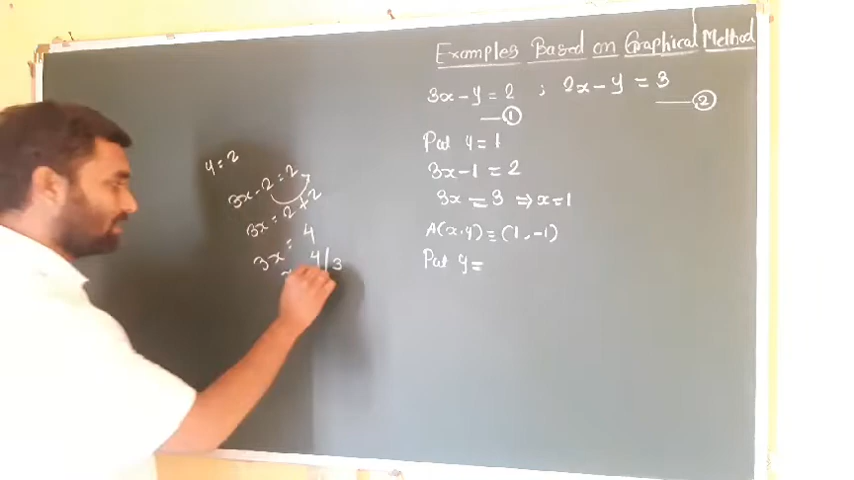 Examples Based on Graphical Method
3x - y = 2 ; 2x - y = 3
① ②
Put y = 1
3x - 1 = 2
3x = 3 ⇒ x = 1
A(x, y) ≡ (1, -1)
Put y =
y = 2
3x - 2 = 2
3x = 2 + 2
3x = 4
4/3